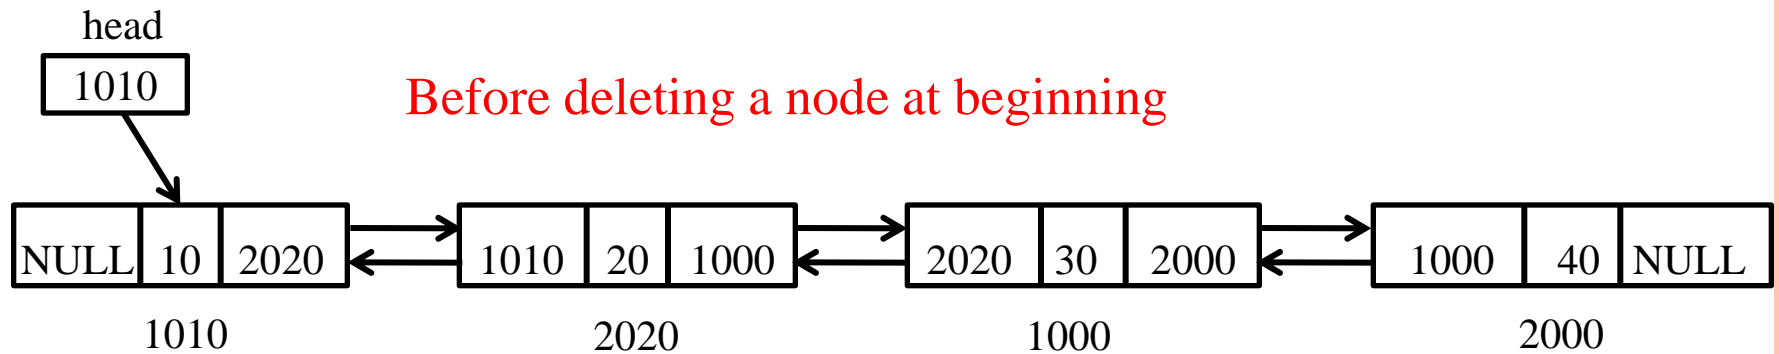 head
1010
Before deleting a node at beginning
NULL 10 2020 1010 20 1000 2020 30 2000 1000 40 NULL
1010 2020 1000 2000